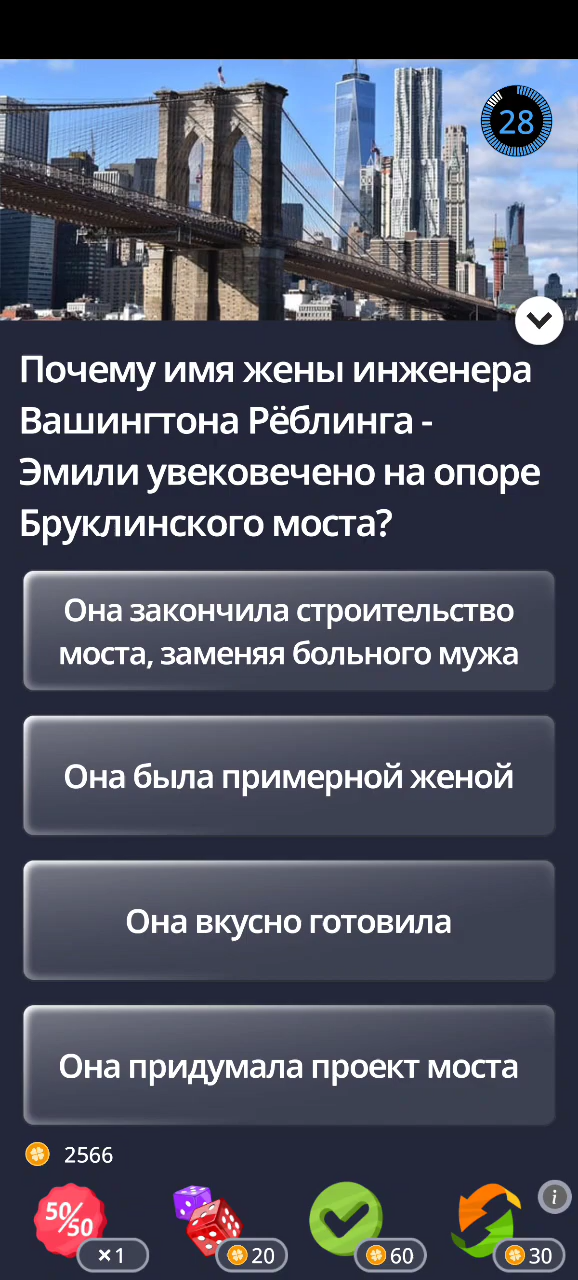 28
Почему имя жены инженера
Вашингтона Рёблинга -
Эмили увековечено на опоре
Бруклинского моста?
Она закончила строительство
моста, заменяя больного мужа
Она была примерной женой
Она вкусно готовила
Она придумала проект моста
2566
50/50
×1
20
60
30
i